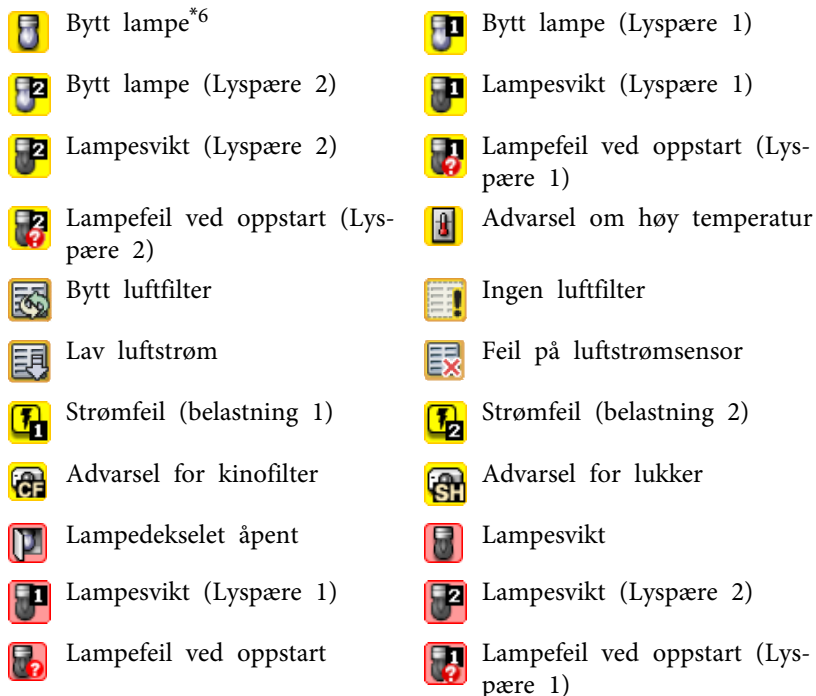 Bytt lampe*6
Bytt lampe (Lyspære 1)
Bytt lampe (Lyspære 2)
Lampesvikt (Lyspære 1)
Lampesvikt (Lyspære 2)
Lampefeil ved oppstart (Lys-
pære 1)
Lampefeil ved oppstart (Lys-
pære 2)
Advarsel om høy temperatur
Bytt luftfilter
Ingen luftfilter
Lav luftstrøm
Feil på luftstrømsensor
Strømfeil (belastning 1)
Strømfeil (belastning 2)
Advarsel for kinofilter
Advarsel for lukker
Lampedekselet åpent
Lampesvikt
Lampesvikt (Lyspære 1)
Lampesvikt (Lyspære 2)
Lampefeil ved oppstart
Lampefeil ved oppstart (Lys-
pære 1)